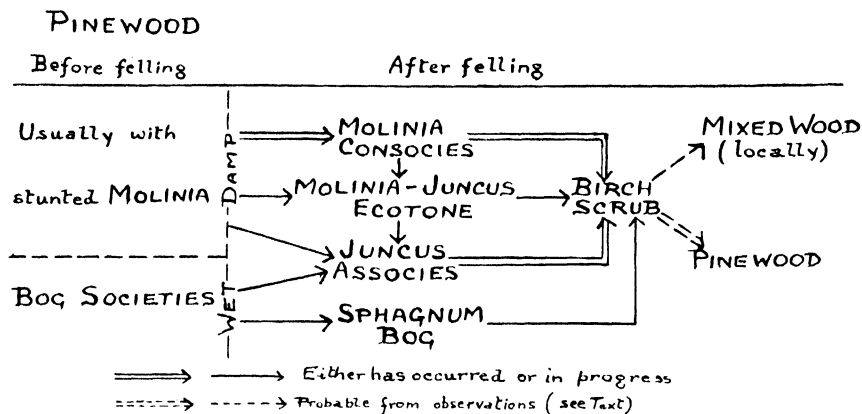 PINEWOOD
Before felling
After felling
Usually with
stunted MOLINIA
BOG SOCIETIES
DAMP
WET
MOLINIA
CONSOCIES
MOLINIA-JUNCUS
ECOTONE
JUNCUS
ASSOCIES
SPHAGNUM
BOG
BIRCH
SCRUB
MIXED WOOD
(locally)
PINEWOOD
Either has occurred or in progress
Probable from observations (see Text)